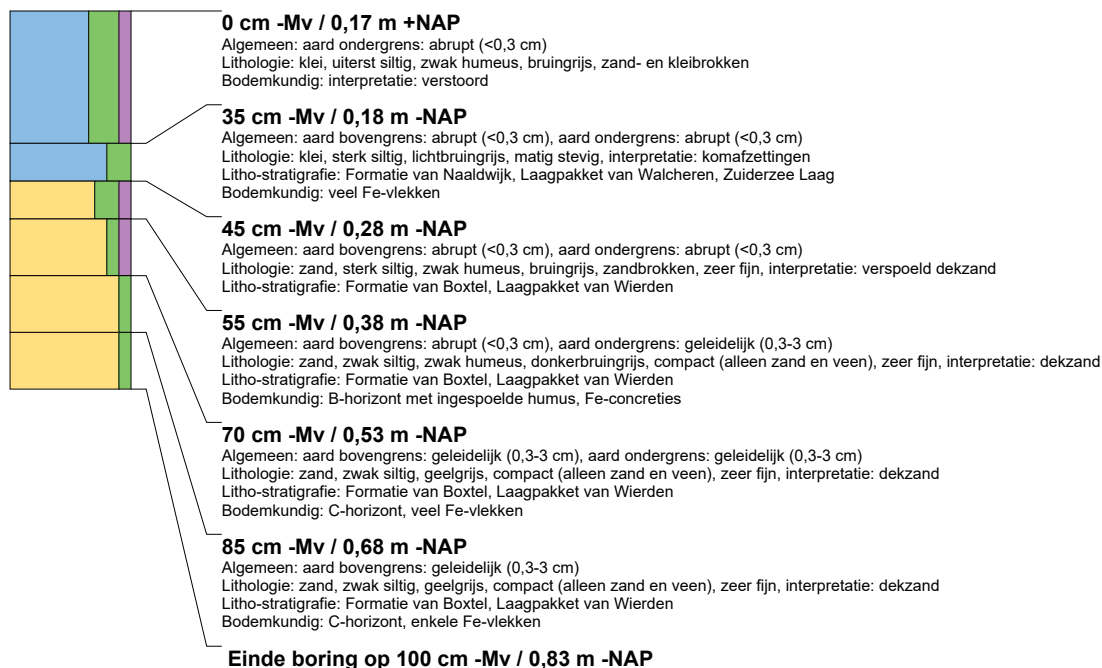 0 cm -Mv / 0,17 m +NAP
Algemeen: aard ondergrens: abrupt (<0,3 cm)
Lithologie: klei, uiterst siltig, zwak humeus, bruingrijs, zand- en kleibrokken
Bodemkundig: interpretatie: verstoord
35 cm -Mv / 0,18 m -NAP
Algemeen: aard bovengrens: abrupt (<0,3 cm), aard ondergrens: abrupt (<0,3 cm)
Lithologie: klei, sterk siltig, lichtbruingrijs, matig stevig, interpretatie: komafzettingen
Litho-stratigrafie: Formatie van Naaldwijk, Laagpakket van Walcheren, Zuiderzee Laag
Bodemkundig: veel Fe-vlekken
45 cm -Mv / 0,28 m -NAP
Algemeen: aard bovengrens: abrupt (<0,3 cm), aard ondergrens: abrupt (<0,3 cm)
Lithologie: zand, sterk siltig, zwak humeus, bruingrijs, zandbrokken, zeer fijn, interpretatie: verspoeld dekzand
Litho-stratigrafie: Formatie van Boxtel, Laagpakket van Wierden
55 cm -Mv / 0,38 m -NAP
Algemeen: aard bovengrens: abrupt (<0,3 cm), aard ondergrens: geleidelijk (0,3-3 cm)
Lithologie: zand, zwak siltig, zwak humeus, donkerbruingrijs, compact (alleen zand en veen), zeer fijn, interpretatie: dekzand
Litho-stratigrafie: Formatie van Boxtel, Laagpakket van Wierden
Bodemkundig: B-horizont met ingespoelde humus, Fe-concreties
70 cm -Mv / 0,53 m -NAP
Algemeen: aard bovengrens: geleidelijk (0,3-3 cm), aard ondergrens: geleidelijk (0,3-3 cm)
Lithologie: zand, zwak siltig, geelgrijs, compact (alleen zand en veen), zeer fijn, interpretatie: dekzand
Litho-stratigrafie: Formatie van Boxtel, Laagpakket van Wierden
Bodemkundig: C-horizont, veel Fe-vlekken
85 cm -Mv / 0,68 m -NAP
Algemeen: aard bovengrens: geleidelijk (0,3-3 cm)
Lithologie: zand, zwak siltig, geelgrijs, compact (alleen zand en veen), zeer fijn, interpretatie: dekzand
Litho-stratigrafie: Formatie van Boxtel, Laagpakket van Wierden
Bodemkundig: C-horizont, enkele Fe-vlekken
Einde boring op 100 cm -Mv / 0,83 m -NAP